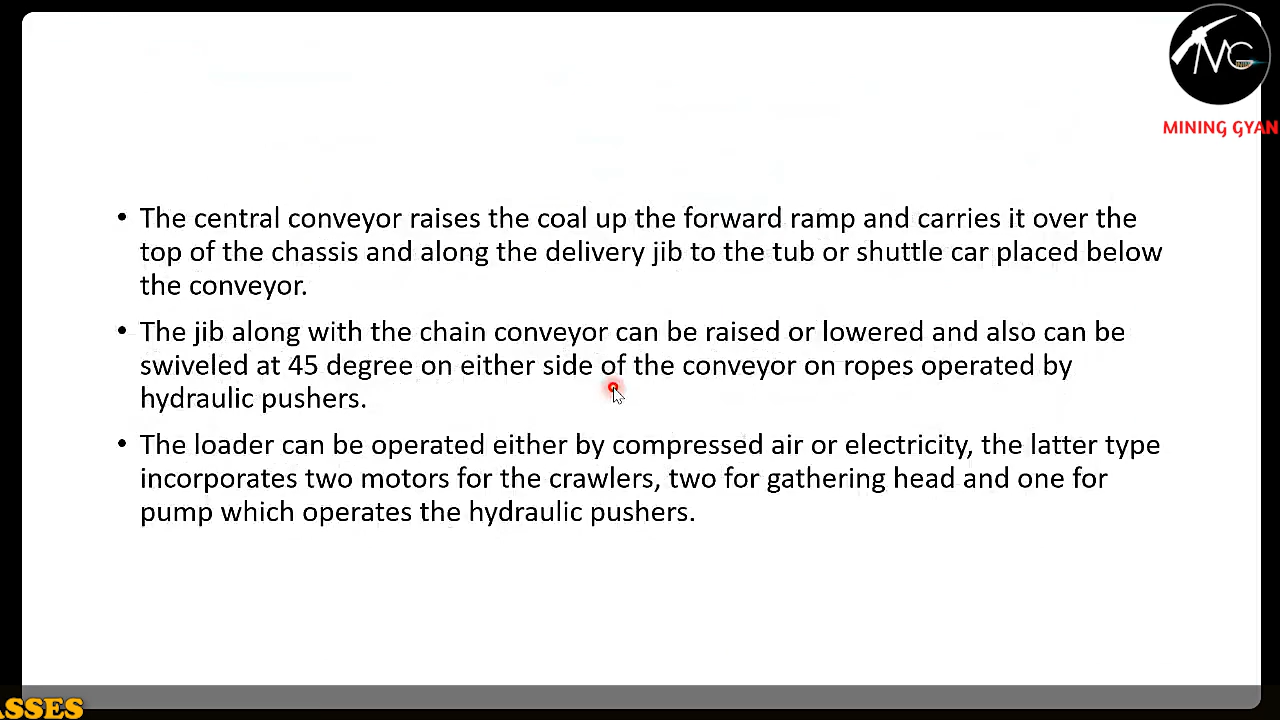 MG
MINING GYAN
• The central conveyor raises the coal up the forward ramp and carries it over the
top of the chassis and along the delivery jib to the tub or shuttle car placed below
the conveyor.
• The jib along with the chain conveyor can be raised or lowered and also can be
swiveled at 45 degree on either side of the conveyor on ropes operated by
hydraulic pushers.
• The loader can be operated either by compressed air or electricity, the latter type
incorporates two motors for the crawlers, two for gathering head and one for
pump which operates the hydraulic pushers.
ASSES